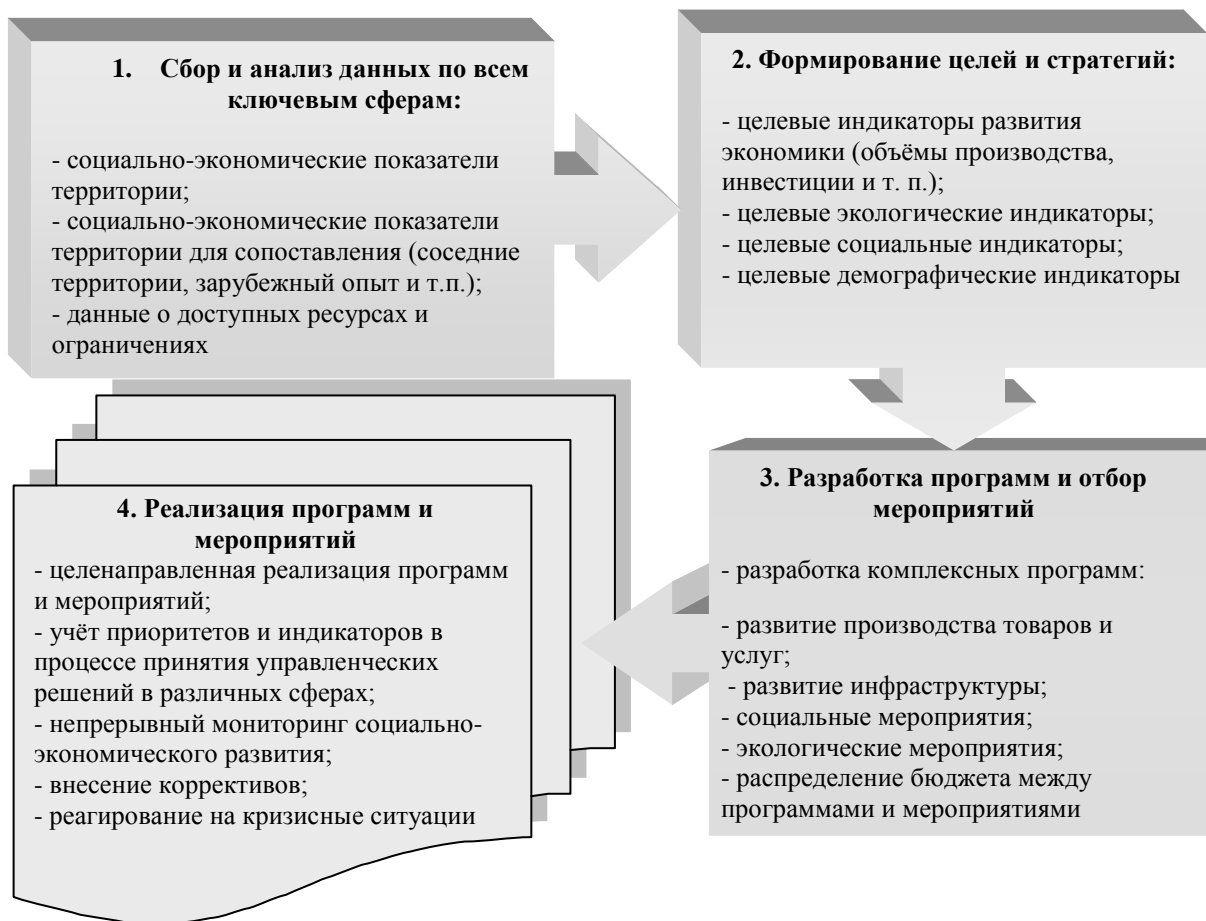 1. Сбор и анализ данных по всем
ключевым сферам:
- социально-экономические показатели
территории;
- социально-экономические показатели
территории для сопоставления (соседние
территории, зарубежный опыт и т.п.);
- данные о доступных ресурсах и
ограничениях
2. Формирование целей и стратегий:
- целевые индикаторы развития
экономики (объёмы производства,
инвестиции и т. п.);
- целевые экологические индикаторы;
- целевые социальные индикаторы;
- целевые демографические индикаторы
3. Разработка программ и отбор
мероприятий
- разработка комплексных программ:
- развитие производства товаров и
услуг;
- развитие инфраструктуры;
- социальные мероприятия;
- экологические мероприятия;
- распределение бюджета между
программами и мероприятиями
4. Реализация программ и
мероприятий
- целенаправленная реализация программ
и мероприятий;
- учёт приоритетов и индикаторов в
процессе принятия управленческих
решений в различных сферах;
- непрерывный мониторинг социально-
экономического развития;
- внесение коррективов;
- реагирование на кризисные ситуации